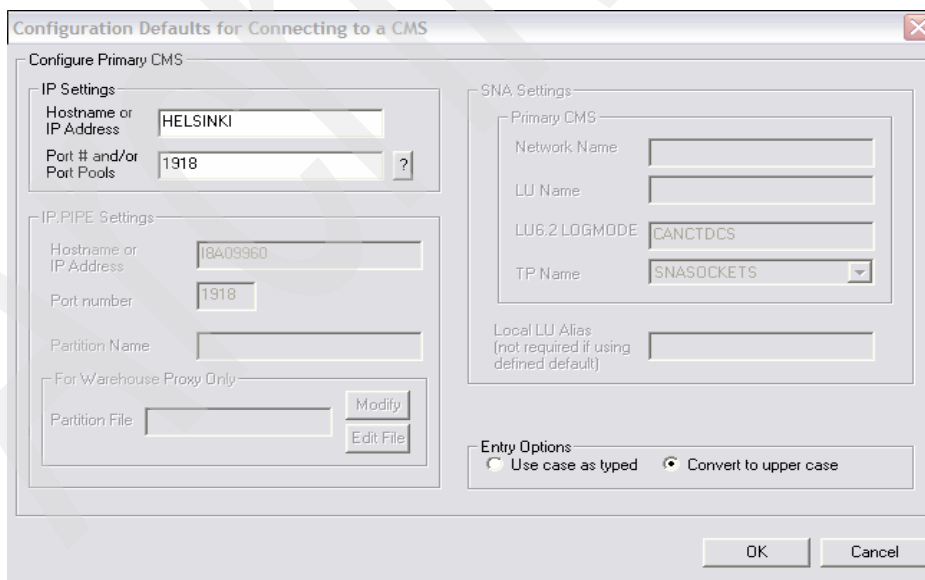 Configuration Defaults for Connecting to a CMS
Configure Primary CMS
IP Settings
Hostname or
IP Address
HELSINKI
Port # and/or
Port Pools
1918
?
IP.PIPE Settings
Hostname or
IP Address
I8A09960
Port number
1918
Partition Name
For Warehouse Proxy Only
Partition File
Modify
Edit File
SNA Settings
Primary CMS
Network Name
LU Name
LU6.2 LOGMODE
CANCTDCS
TP Name
SNASOCKETS
Local LU Alias
(not required if using
defined default)
Entry Options
Use case as typed
Convert to upper case
OK
Cancel